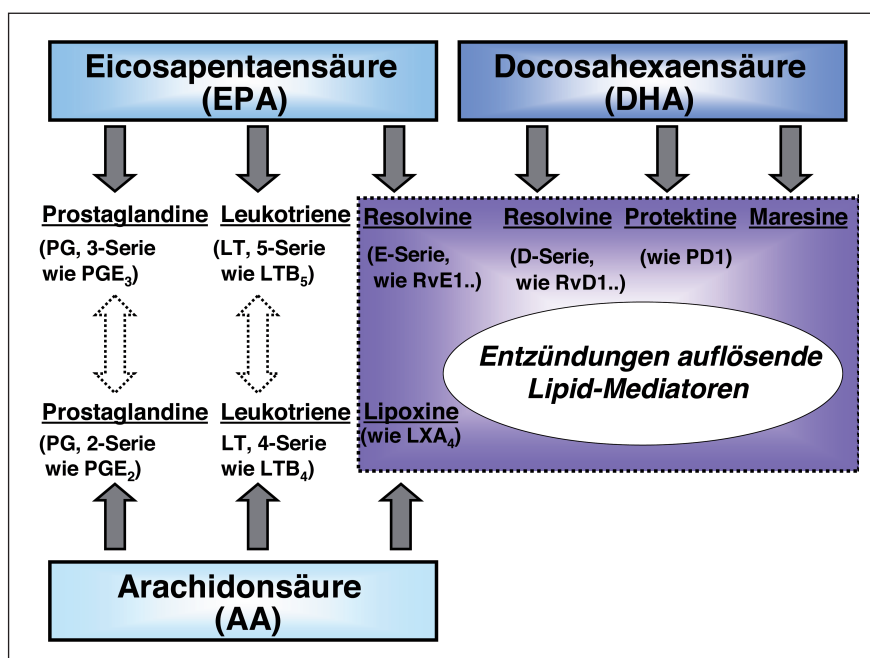 Eicosapentaensäure
(EPA)
Docosahexaensäure
(DHA)
Prostaglandine
(PG, 3-Serie
wie PGE₃)
Leukotriene
(LT, 5-Serie
wie LTB₅)
Resolvine
(E-Serie,
wie RvE1..)
Resolvine
(D-Serie,
wie RvD1..)
Protektine
(wie PD1)
Maresine
Entzündungen auflösende
Lipid-Mediatoren
Prostaglandine
(PG, 2-Serie
wie PGE₂)
Leukotriene
LT, 4-Serie
wie LTB₄)
Lipoxine
(wie LXA₄)
Arachidonsäure
(AA)